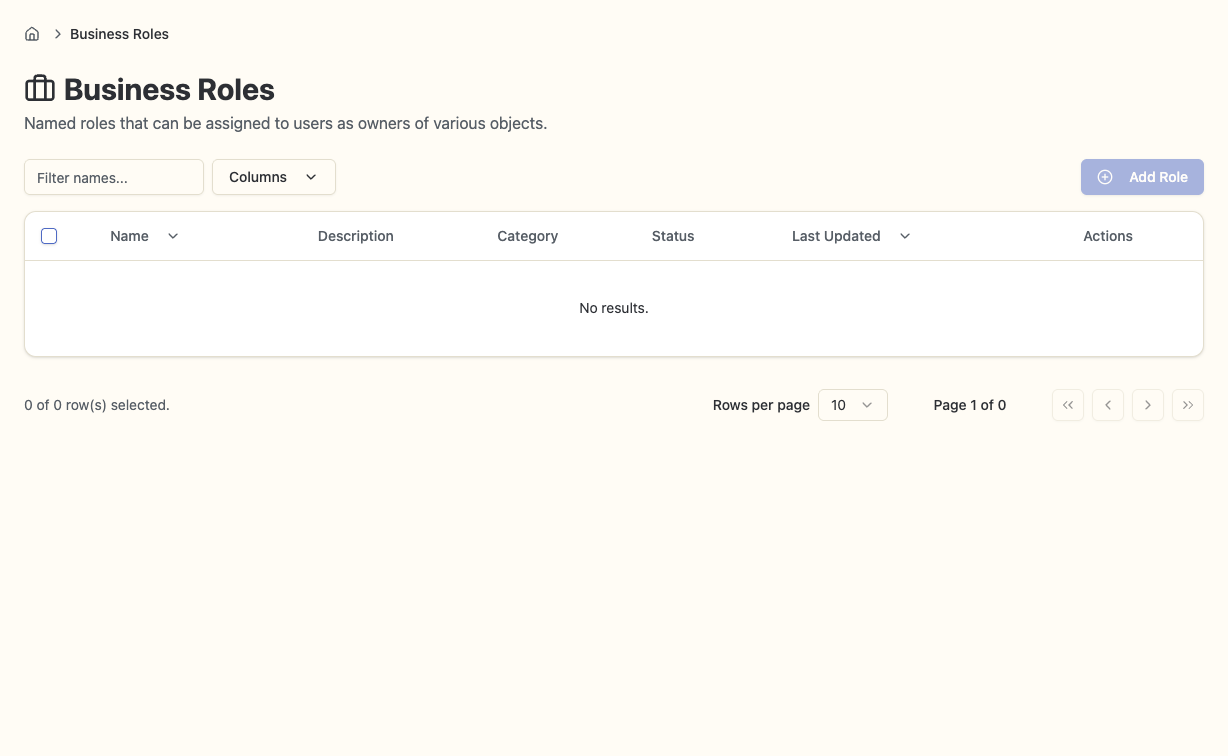 Business Roles
Business Roles
Named roles that can be assigned to users as owners of various objects.
Filter names...
Columns
Add Role
Name
Description
Category
Status
Last Updated
Actions
No results.
0 of 0 row(s) selected.
Rows per page
10
Page 1 of 0